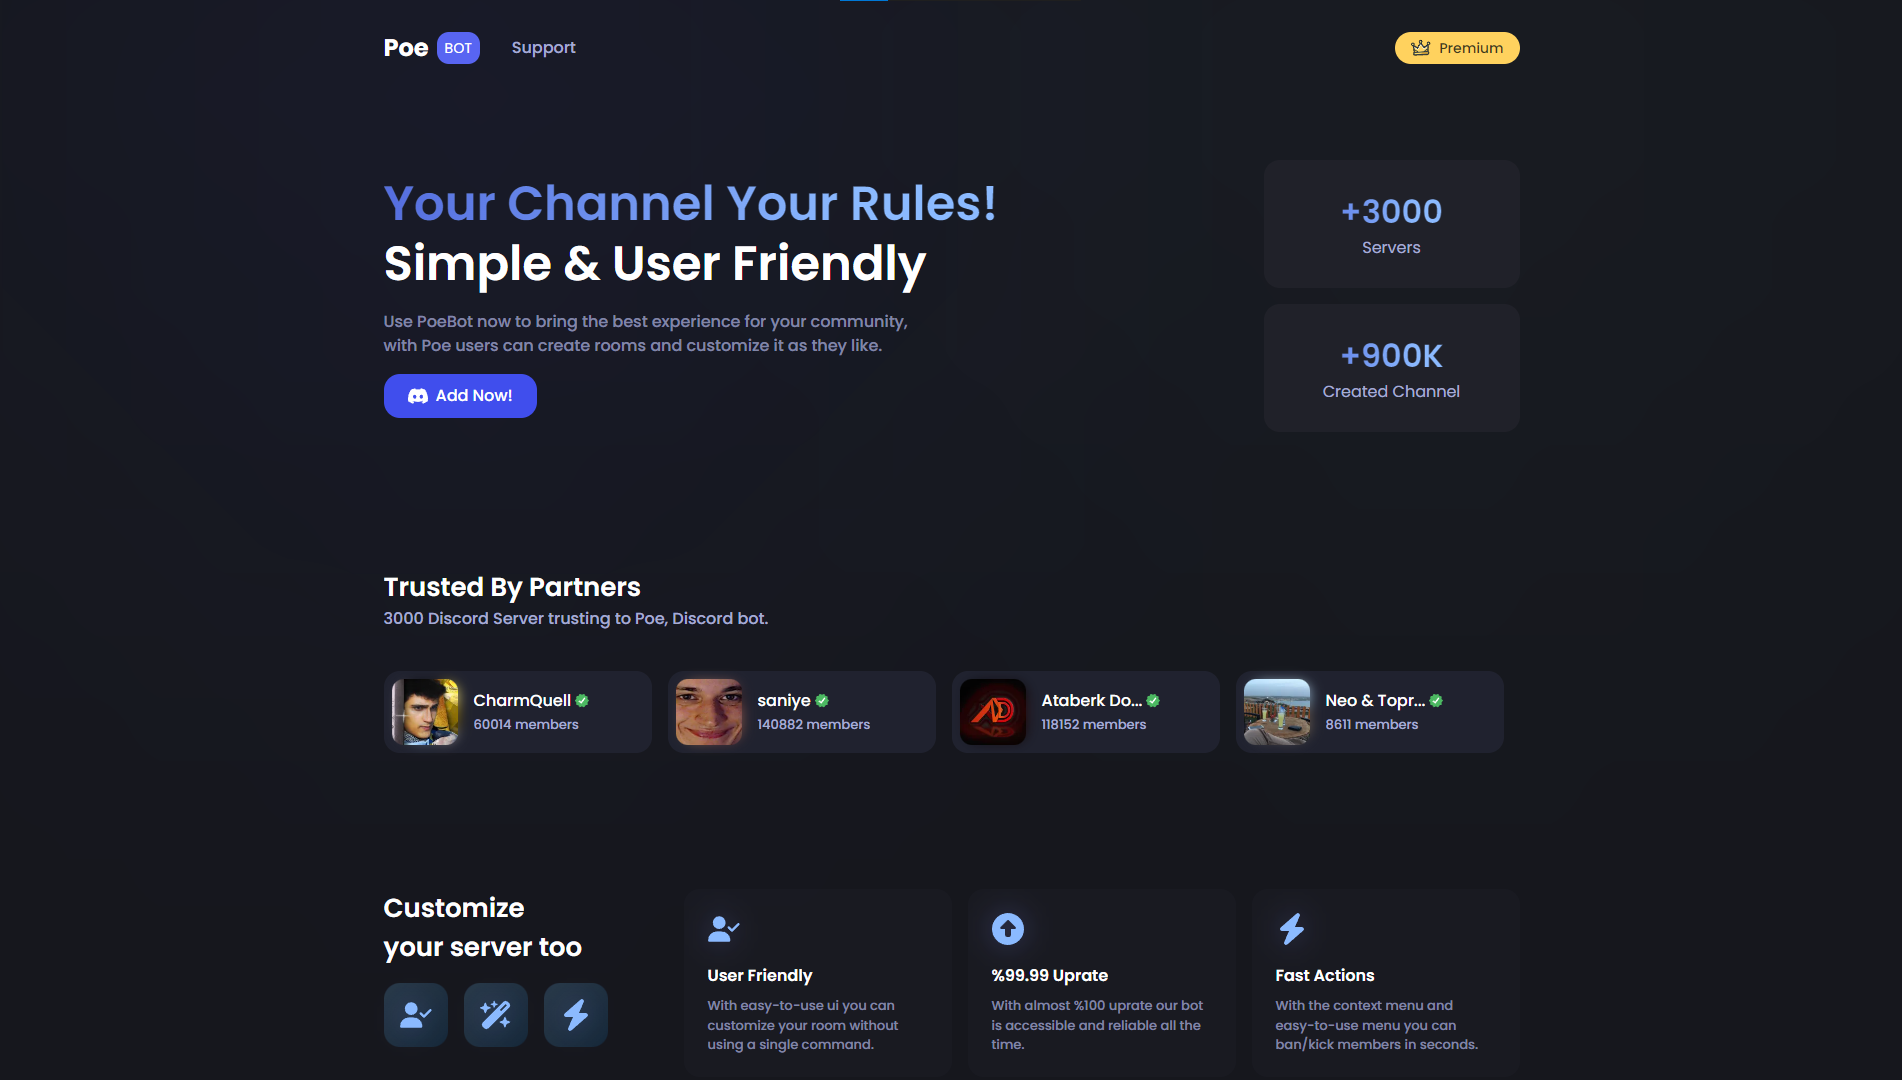 Poe BOT Support Premium
Your Channel Your Rules!
Simple & User Friendly
Use PoeBot now to bring the best experience for your community,
with Poe users can create rooms and customize it as they like.
Add Now!
+3000
Servers
+900K
Created Channel
Trusted By Partners
3000 Discord Server trusting to Poe, Discord bot.
CharmQuell
60014 members
saniye
140882 members
Ataberk Do...
118152 members
Neo & Topr...
8611 members
Customize
your server too
User Friendly
With easy-to-use ui you can
customize your room without
using a single command.
%99.99 Uprate
With almost %100 uprate our bot
is accessible and reliable all the
time.
Fast Actions
With the context menu and
easy-to-use menu you can
ban/kick members in seconds.